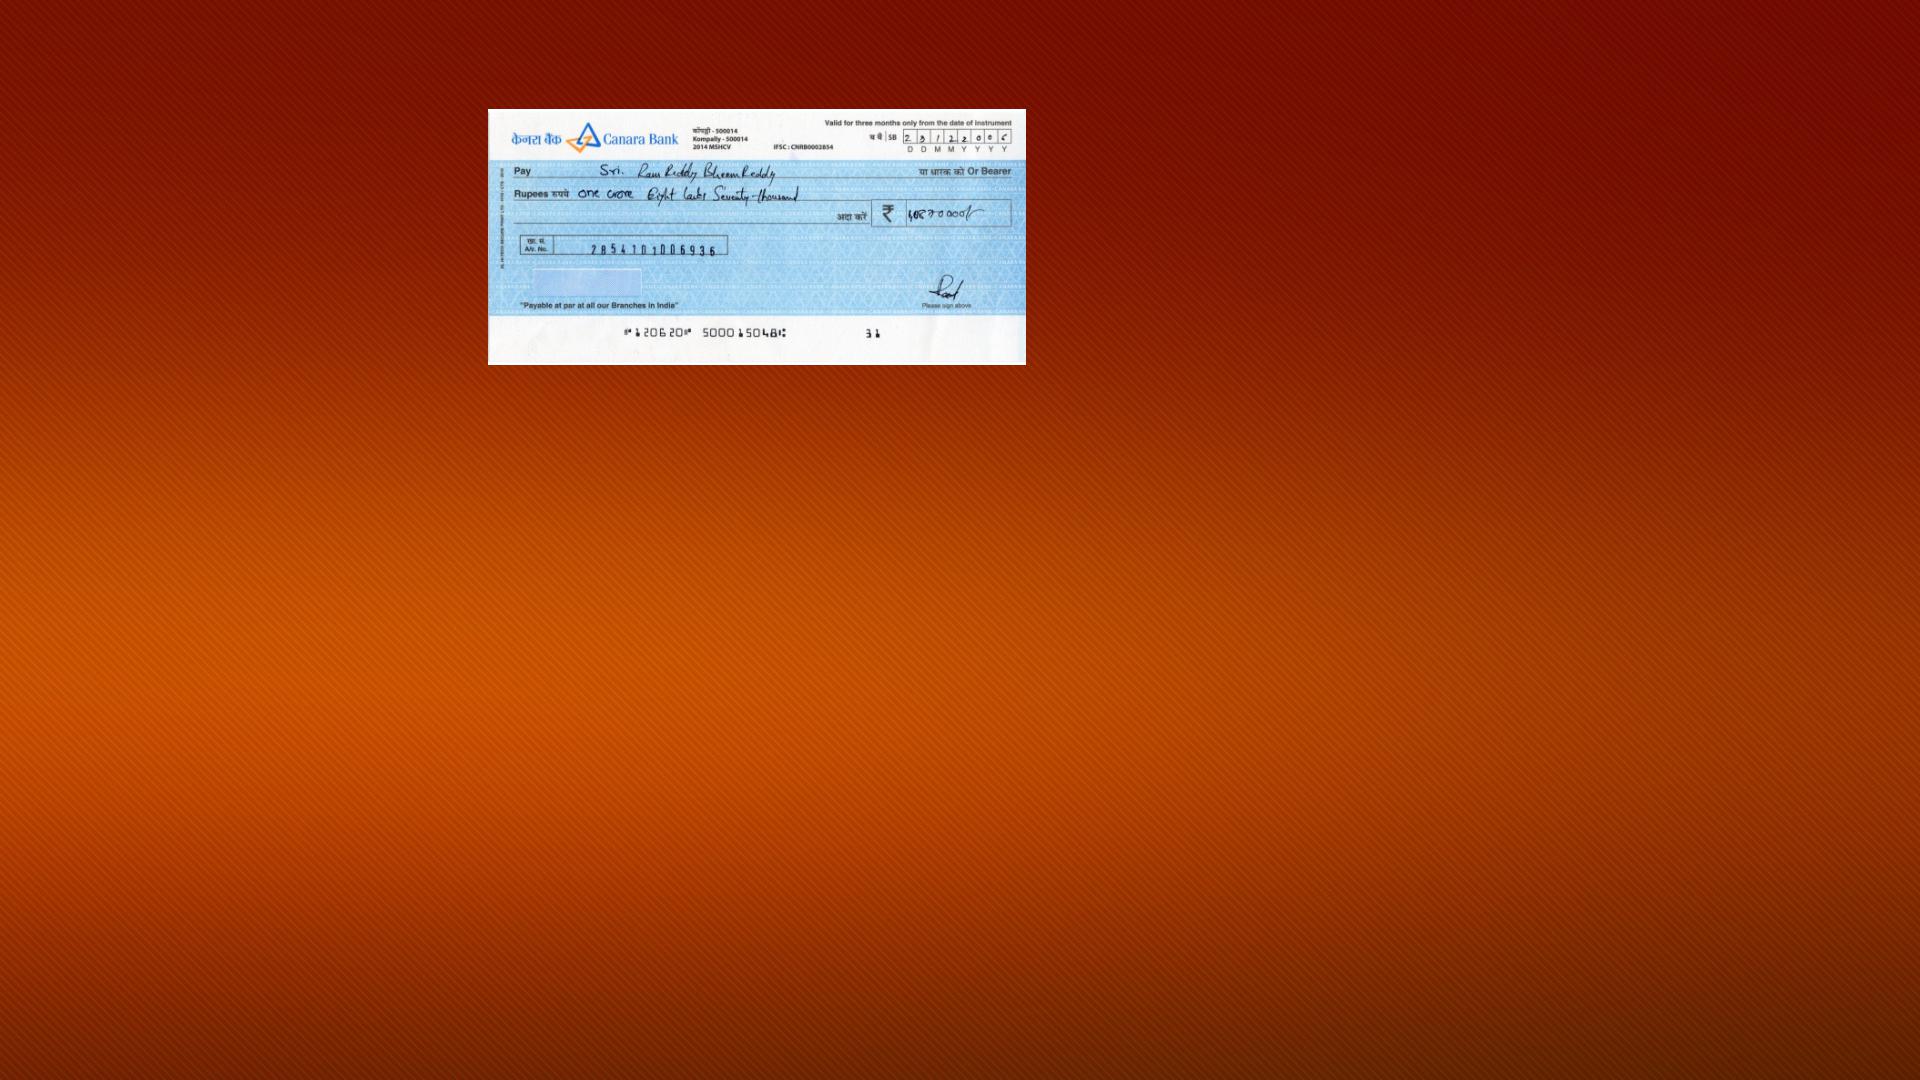 Valid for three months only from the date of instrument
केनरा बैंक Canara Bank
कोंपल्ली - 500014
Kompally - 500014
2014 MSHCV IFSC : CNRB0002854
ब बैं SB 2 3 1 2 2 0 0 6
D D M M Y Y Y Y
Pay Sri. Ram Reddy Bheem Reddy या धारक को Or Bearer
Rupees रुपये One Crore Eight Lacks Seventy thousand
अदा करें ₹ 10870000/-
खा. सं.
A/c. No. 2854101006936
"Payable at par at all our Branches in India"
Please sign above
⑈120620⑈ 500015048⑆ 31